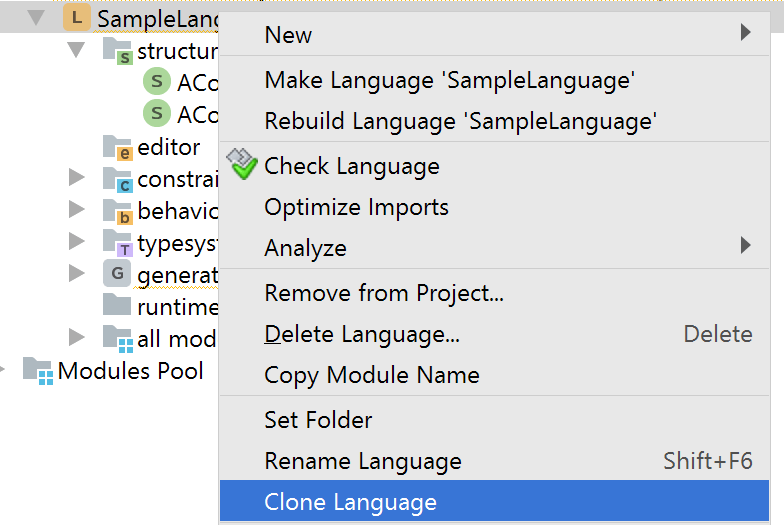 L SampleLang
New
structur
Make Language 'SampleLanguage'
S ACo
S ACo
Rebuild Language 'SampleLanguage'
editor
Check Language
constrai
Optimize Imports
behavio
typesyst
Analyze
G generat
Remove from Project...
runtime
Delete Language... Delete
all mod
Modules Pool
Copy Module Name
Set Folder
Rename Language Shift+F6
Clone Language